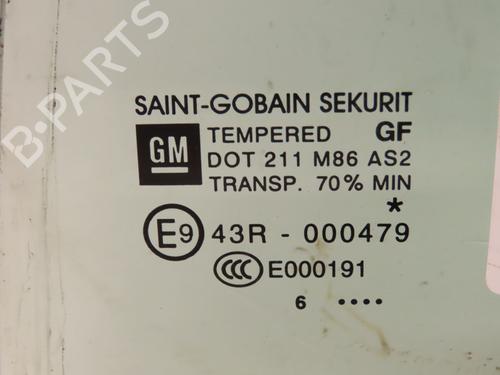 B-PARTS
SAINT-GOBAIN SEKURIT
GM TEMPERED GF
DOT 211 M86 AS2
TRANSP. 70% MIN
*
E9 43R - 000479
CCC E000191
6 ....